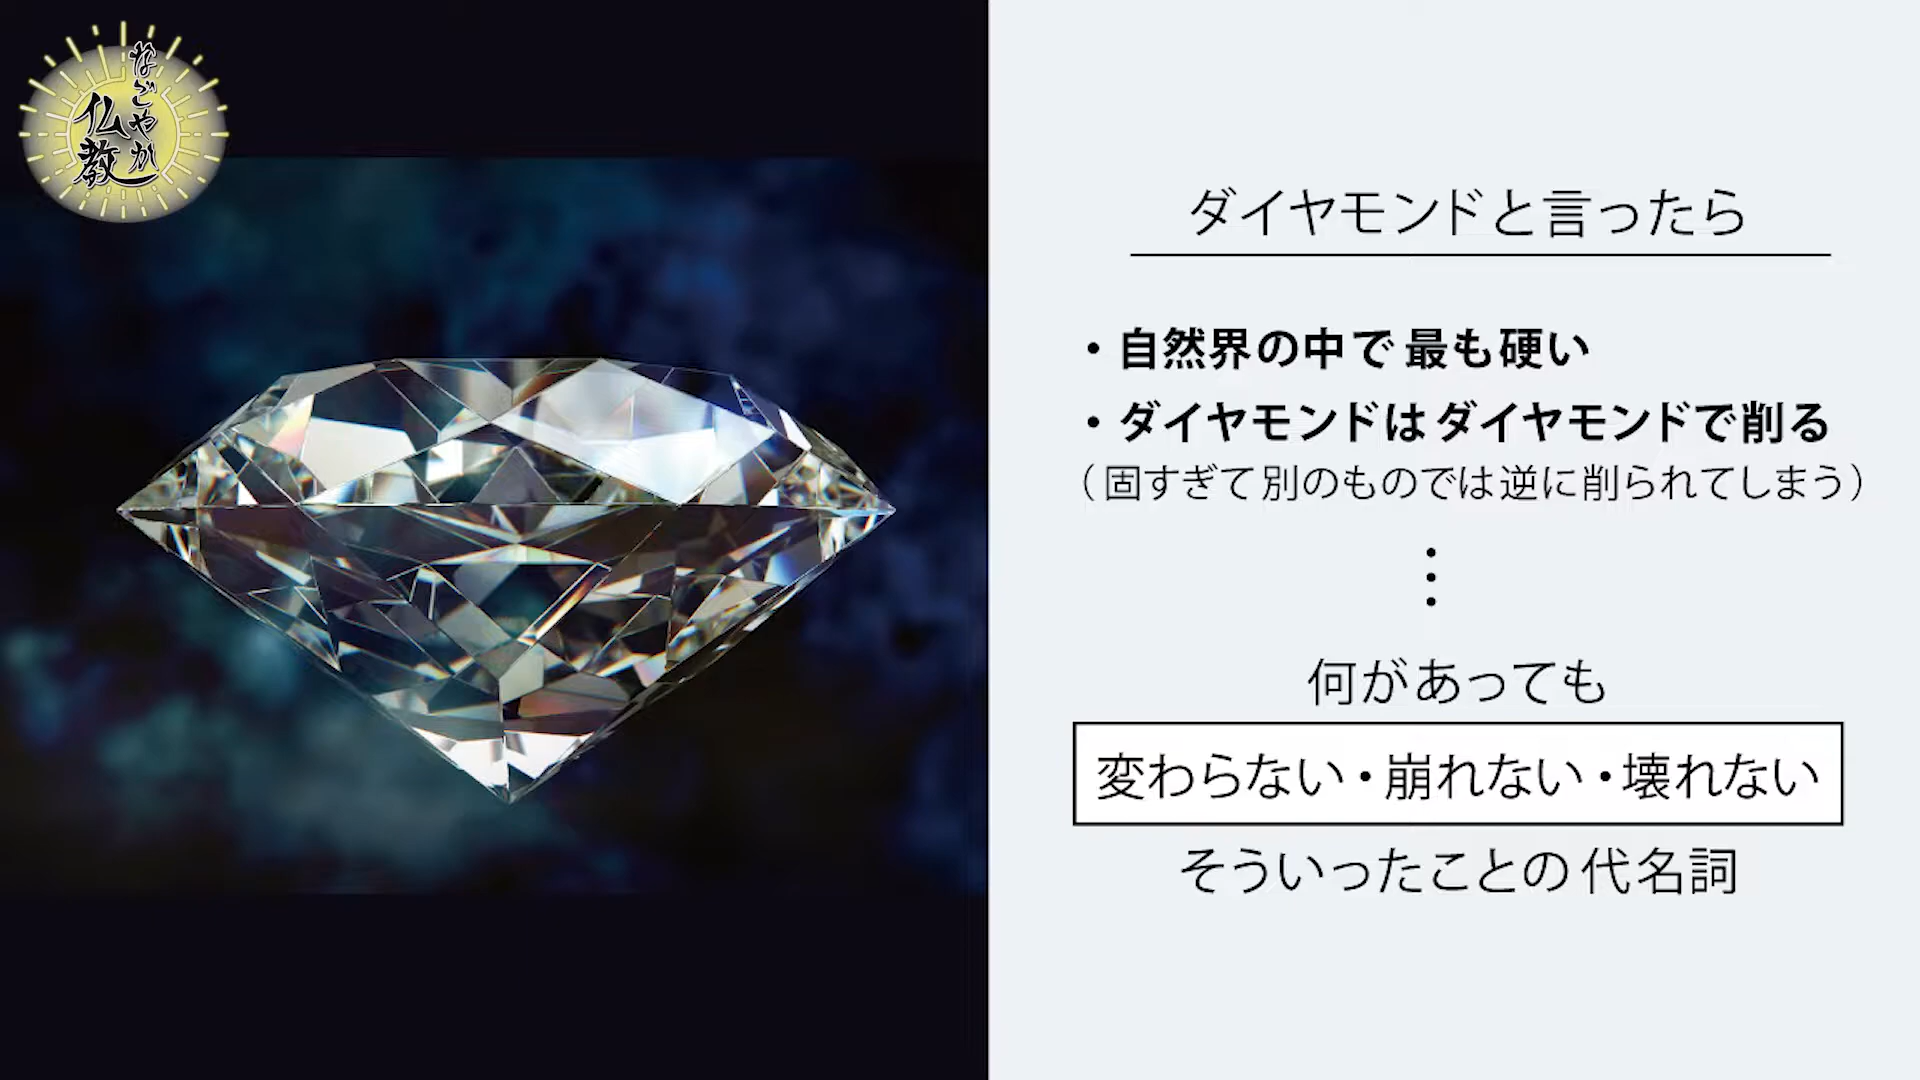 なごやか
仏教
ダイヤモンドと言ったら
・自然界の中で最も硬い
・ダイヤモンドはダイヤモンドで削る
（固すぎて別のものでは逆に削られてしまう）
⋮
何があっても
変わらない・崩れない・壊れない
そういったことの代名詞